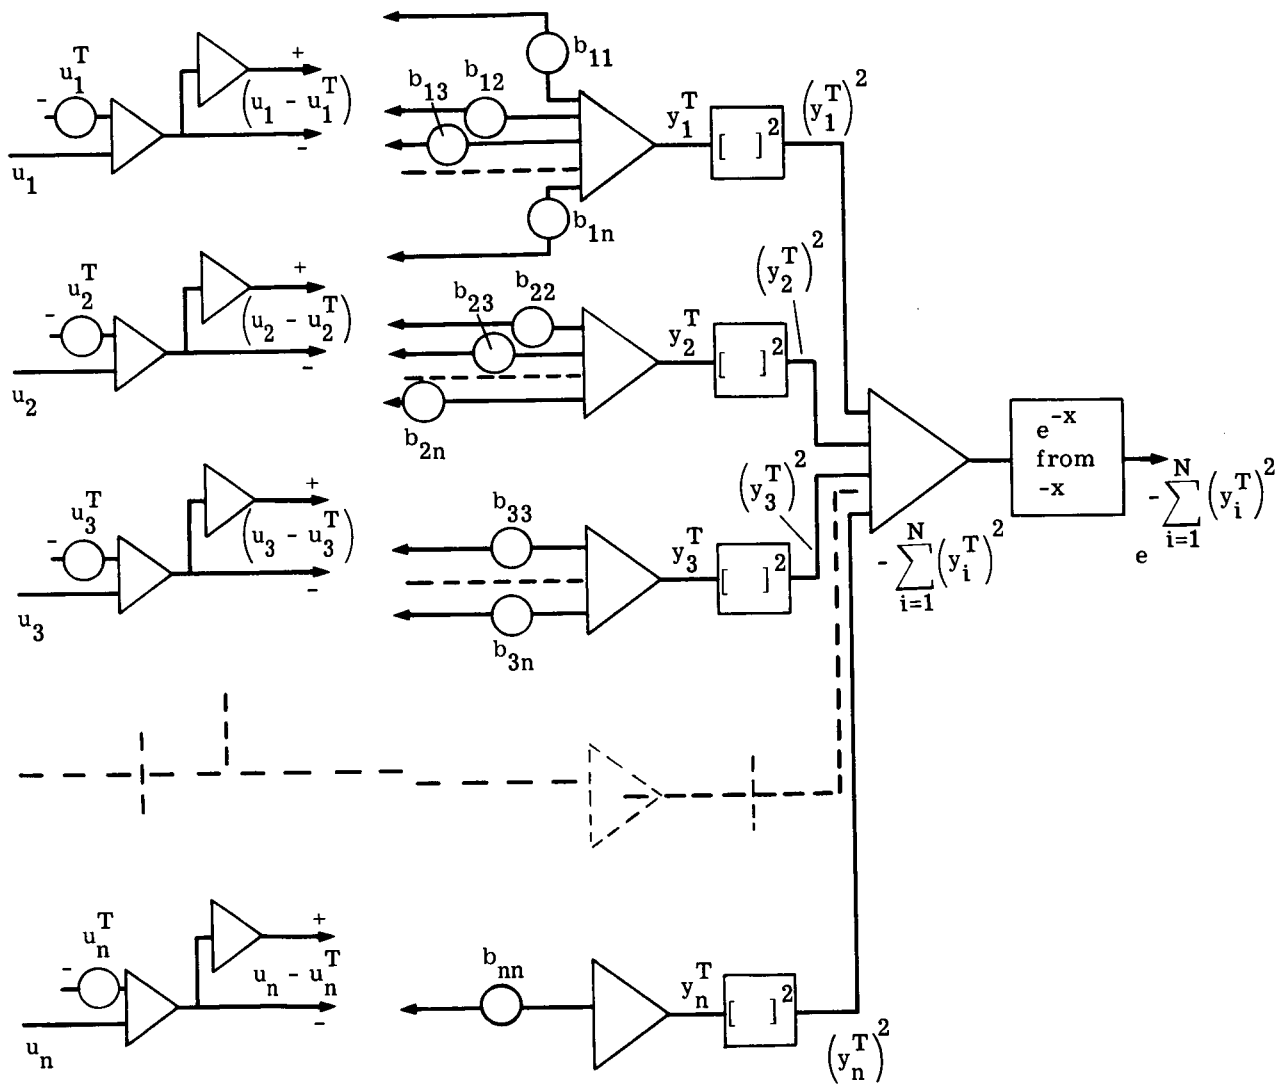 u_1^T
-
+
(u_1 - u_1^T)
-
u_1
b_11
b_12
b_13
b_1n
y_1^T
[ ]^2
(y_1^T)^2
u_2^T
-
+
(u_2 - u_2^T)
-
u_2
b_22
b_23
b_2n
y_2^T
[ ]^2
(y_2^T)^2
u_3^T
-
+
(u_3 - u_3^T)
-
u_3
b_33
b_3n
y_3^T
[ ]^2
(y_3^T)^2
- \sum_{i=1}^{N} (y_i^T)^2
e^{-x}
from
-x
e^{- \sum_{i=1}^{N} (y_i^T)^2}
u_n^T
-
+
u_n - u_n^T
-
u_n
b_nn
y_n^T
[ ]^2
(y_n^T)^2